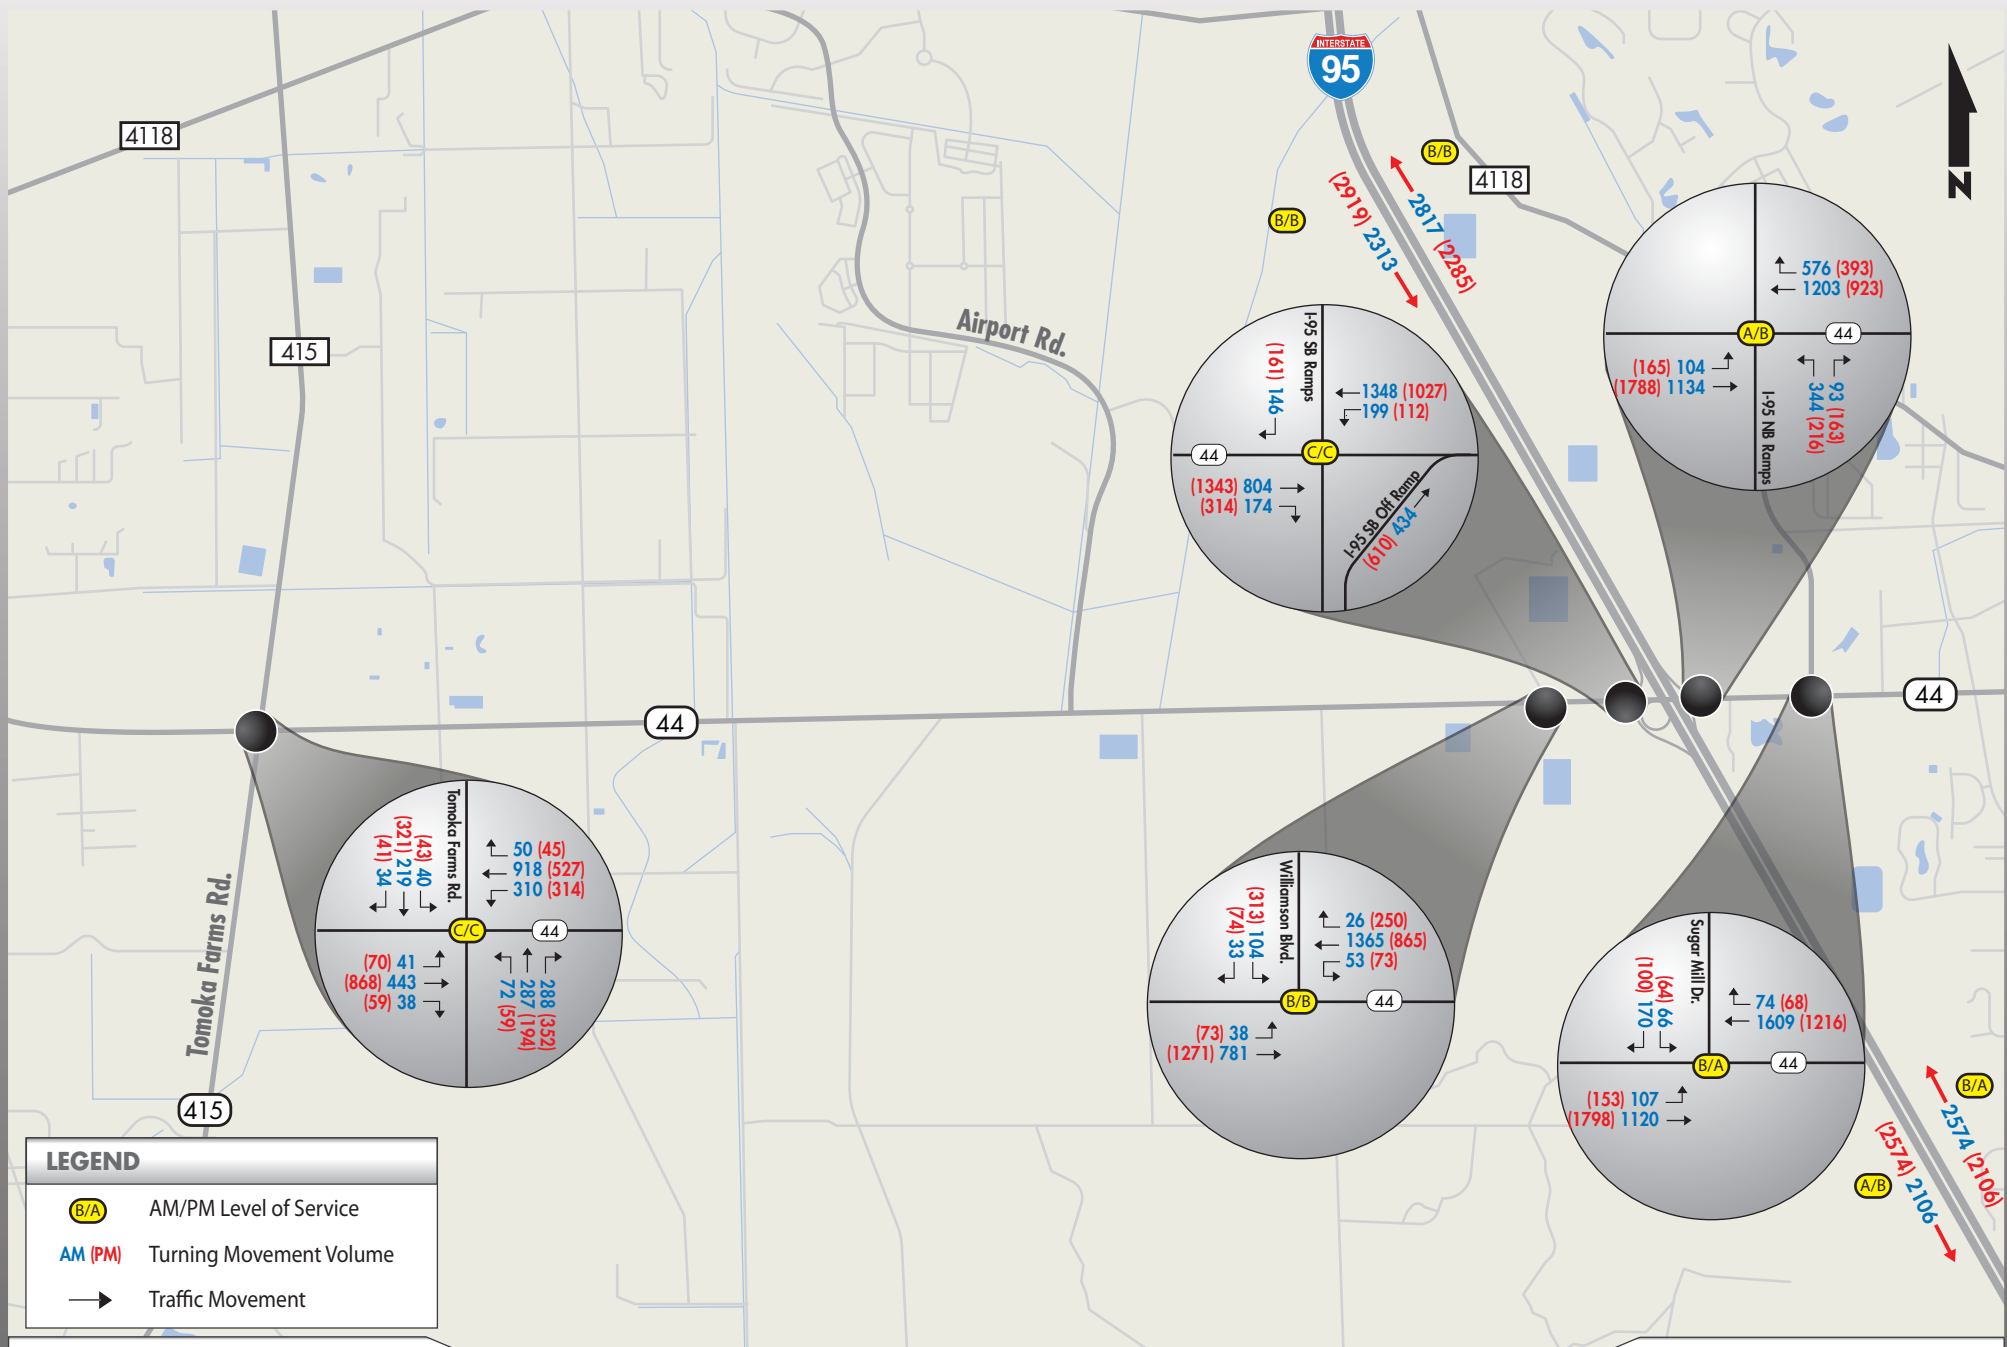 4118
INTERSTATE
95
B/B
4118
B/B
2817 (2285)
(2919) 2313
415
Airport Rd.
I-95 SB Ramps
(161) 146
1348 (1027)
199 (112)
C/C
44
(1343) 804
(314) 174
I-95 SB Off Ramp
(610) 434
576 (393)
1203 (923)
A/B
44
(165) 104
(1788) 1134
344 (216)
93 (163)
I-95 NB Ramps
N
44
44
Tomoka Farms Rd.
415
Tomoka Farms Rd.
(41) 34
(321) 219
(43) 40
50 (45)
918 (527)
310 (314)
C/C
44
(70) 41
(868) 443
(59) 38
72 (59)
287 (194)
288 (352)
Williamson Blvd.
(74) 33
(313) 104
26 (250)
1365 (865)
53 (73)
B/B
44
(73) 38
(1271) 781
Sugar Mill Dr.
(100) 170
(64) 66
74 (68)
1609 (1216)
B/A
44
(153) 107
(1798) 1120
B/A
2574 (2106)
(2574) 2106
A/B
LEGEND
B/A AM/PM Level of Service
AM (PM) Turning Movement Volume
Traffic Movement